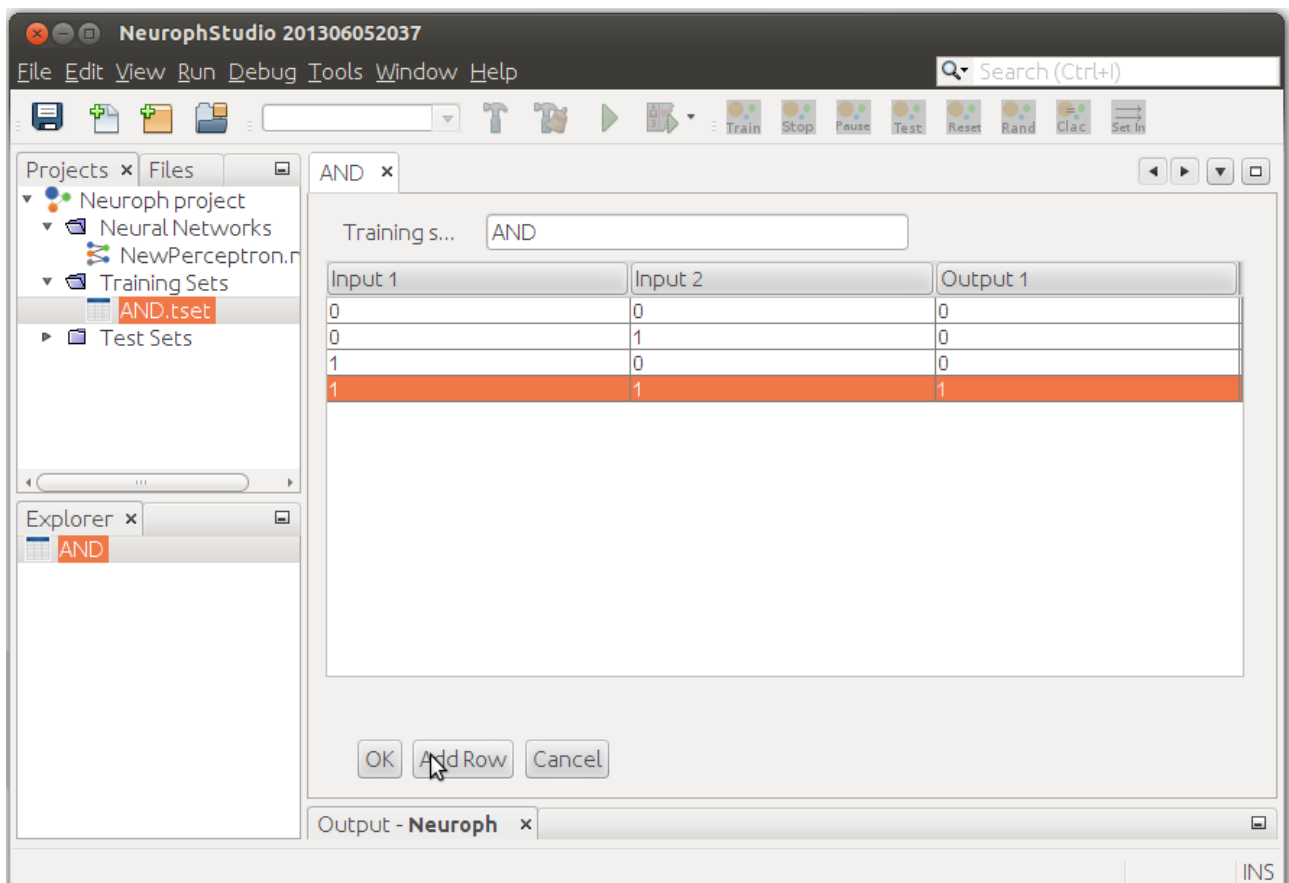 NeurophStudio 201306052037
File Edit View Run Debug Tools Window Help
Search (Ctrl+I)
Train Stop Pause Test Reset Rand Clac Set In
Projects Files
Neuroph project
Neural Networks
NewPerceptron.n
Training Sets
AND.tset
Test Sets
Explorer
AND
AND
Training s... AND
Input 1 Input 2 Output 1
0 0 0
0 1 0
1 0 0
1 1 1
OK Add Row Cancel
Output - Neuroph
INS